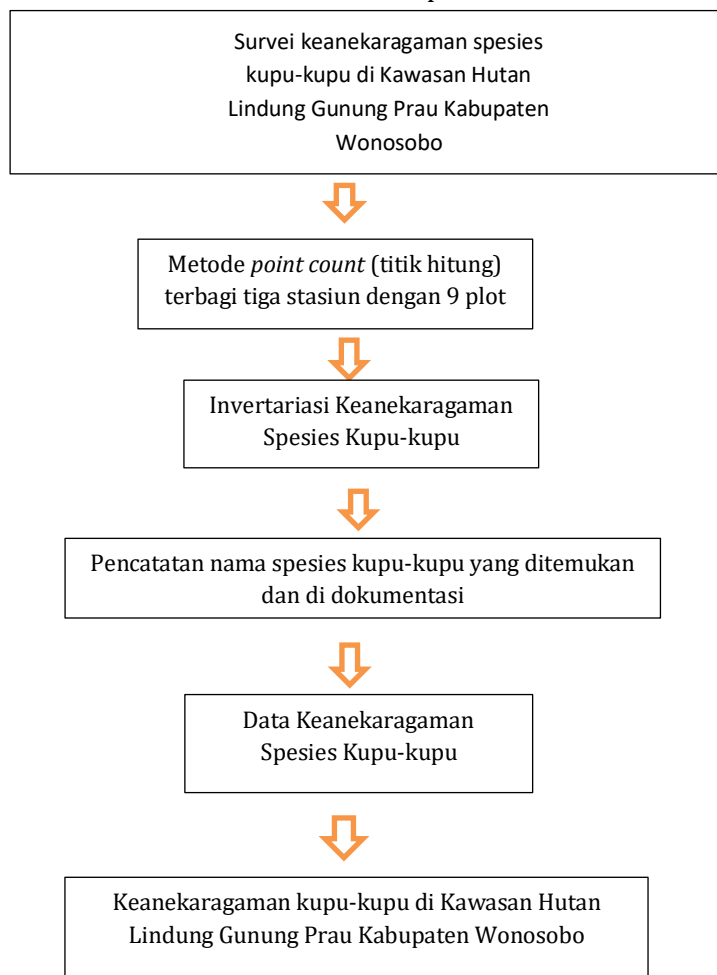 Survei keanekaragaman spesies
kupu-kupu di Kawasan Hutan
Lindung Gunung Prau Kabupaten
Wonosobo
Metode point count (titik hitung)
terbagi tiga stasiun dengan 9 plot
Invertariasi Keanekaragaman
Spesies Kupu-kupu
Pencatatan nama spesies kupu-kupu yang ditemukan
dan di dokumentasi
Data Keanekaragaman
Spesies Kupu-kupu
Keanekaragaman kupu-kupu di Kawasan Hutan
Lindung Gunung Prau Kabupaten Wonosobo